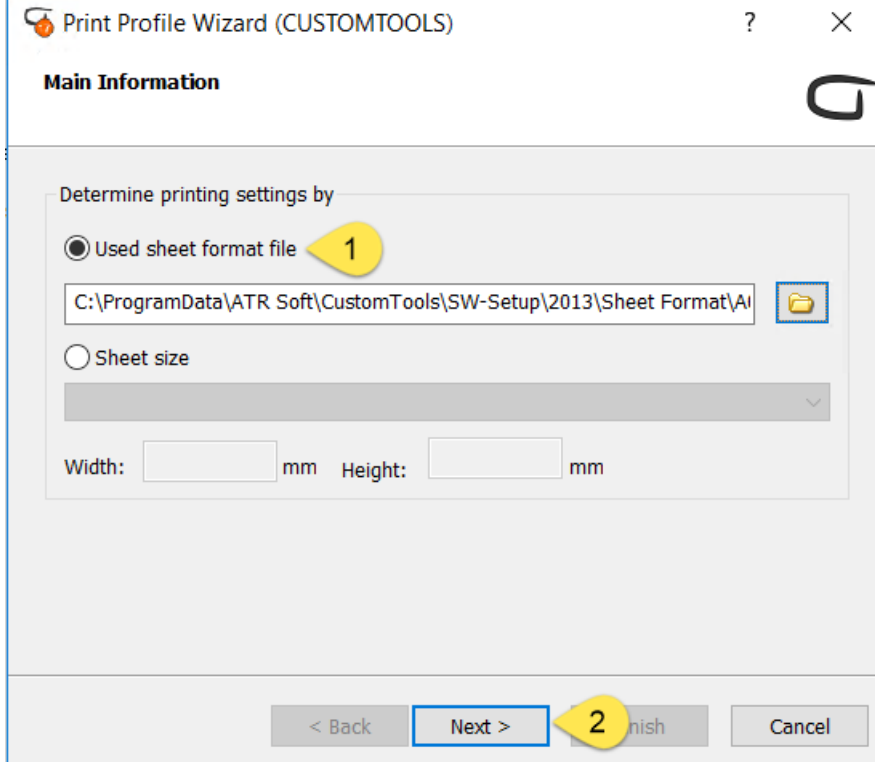 Print Profile Wizard (CUSTOMTOOLS) ?
Main Information
Determine printing settings by
Used sheet format file 1
C:\ProgramData\ATR Soft\CustomTools\SW-Setup\2013\Sheet Format\A
Sheet size
Width: mm Height: mm
< Back Next > 2 nish Cancel